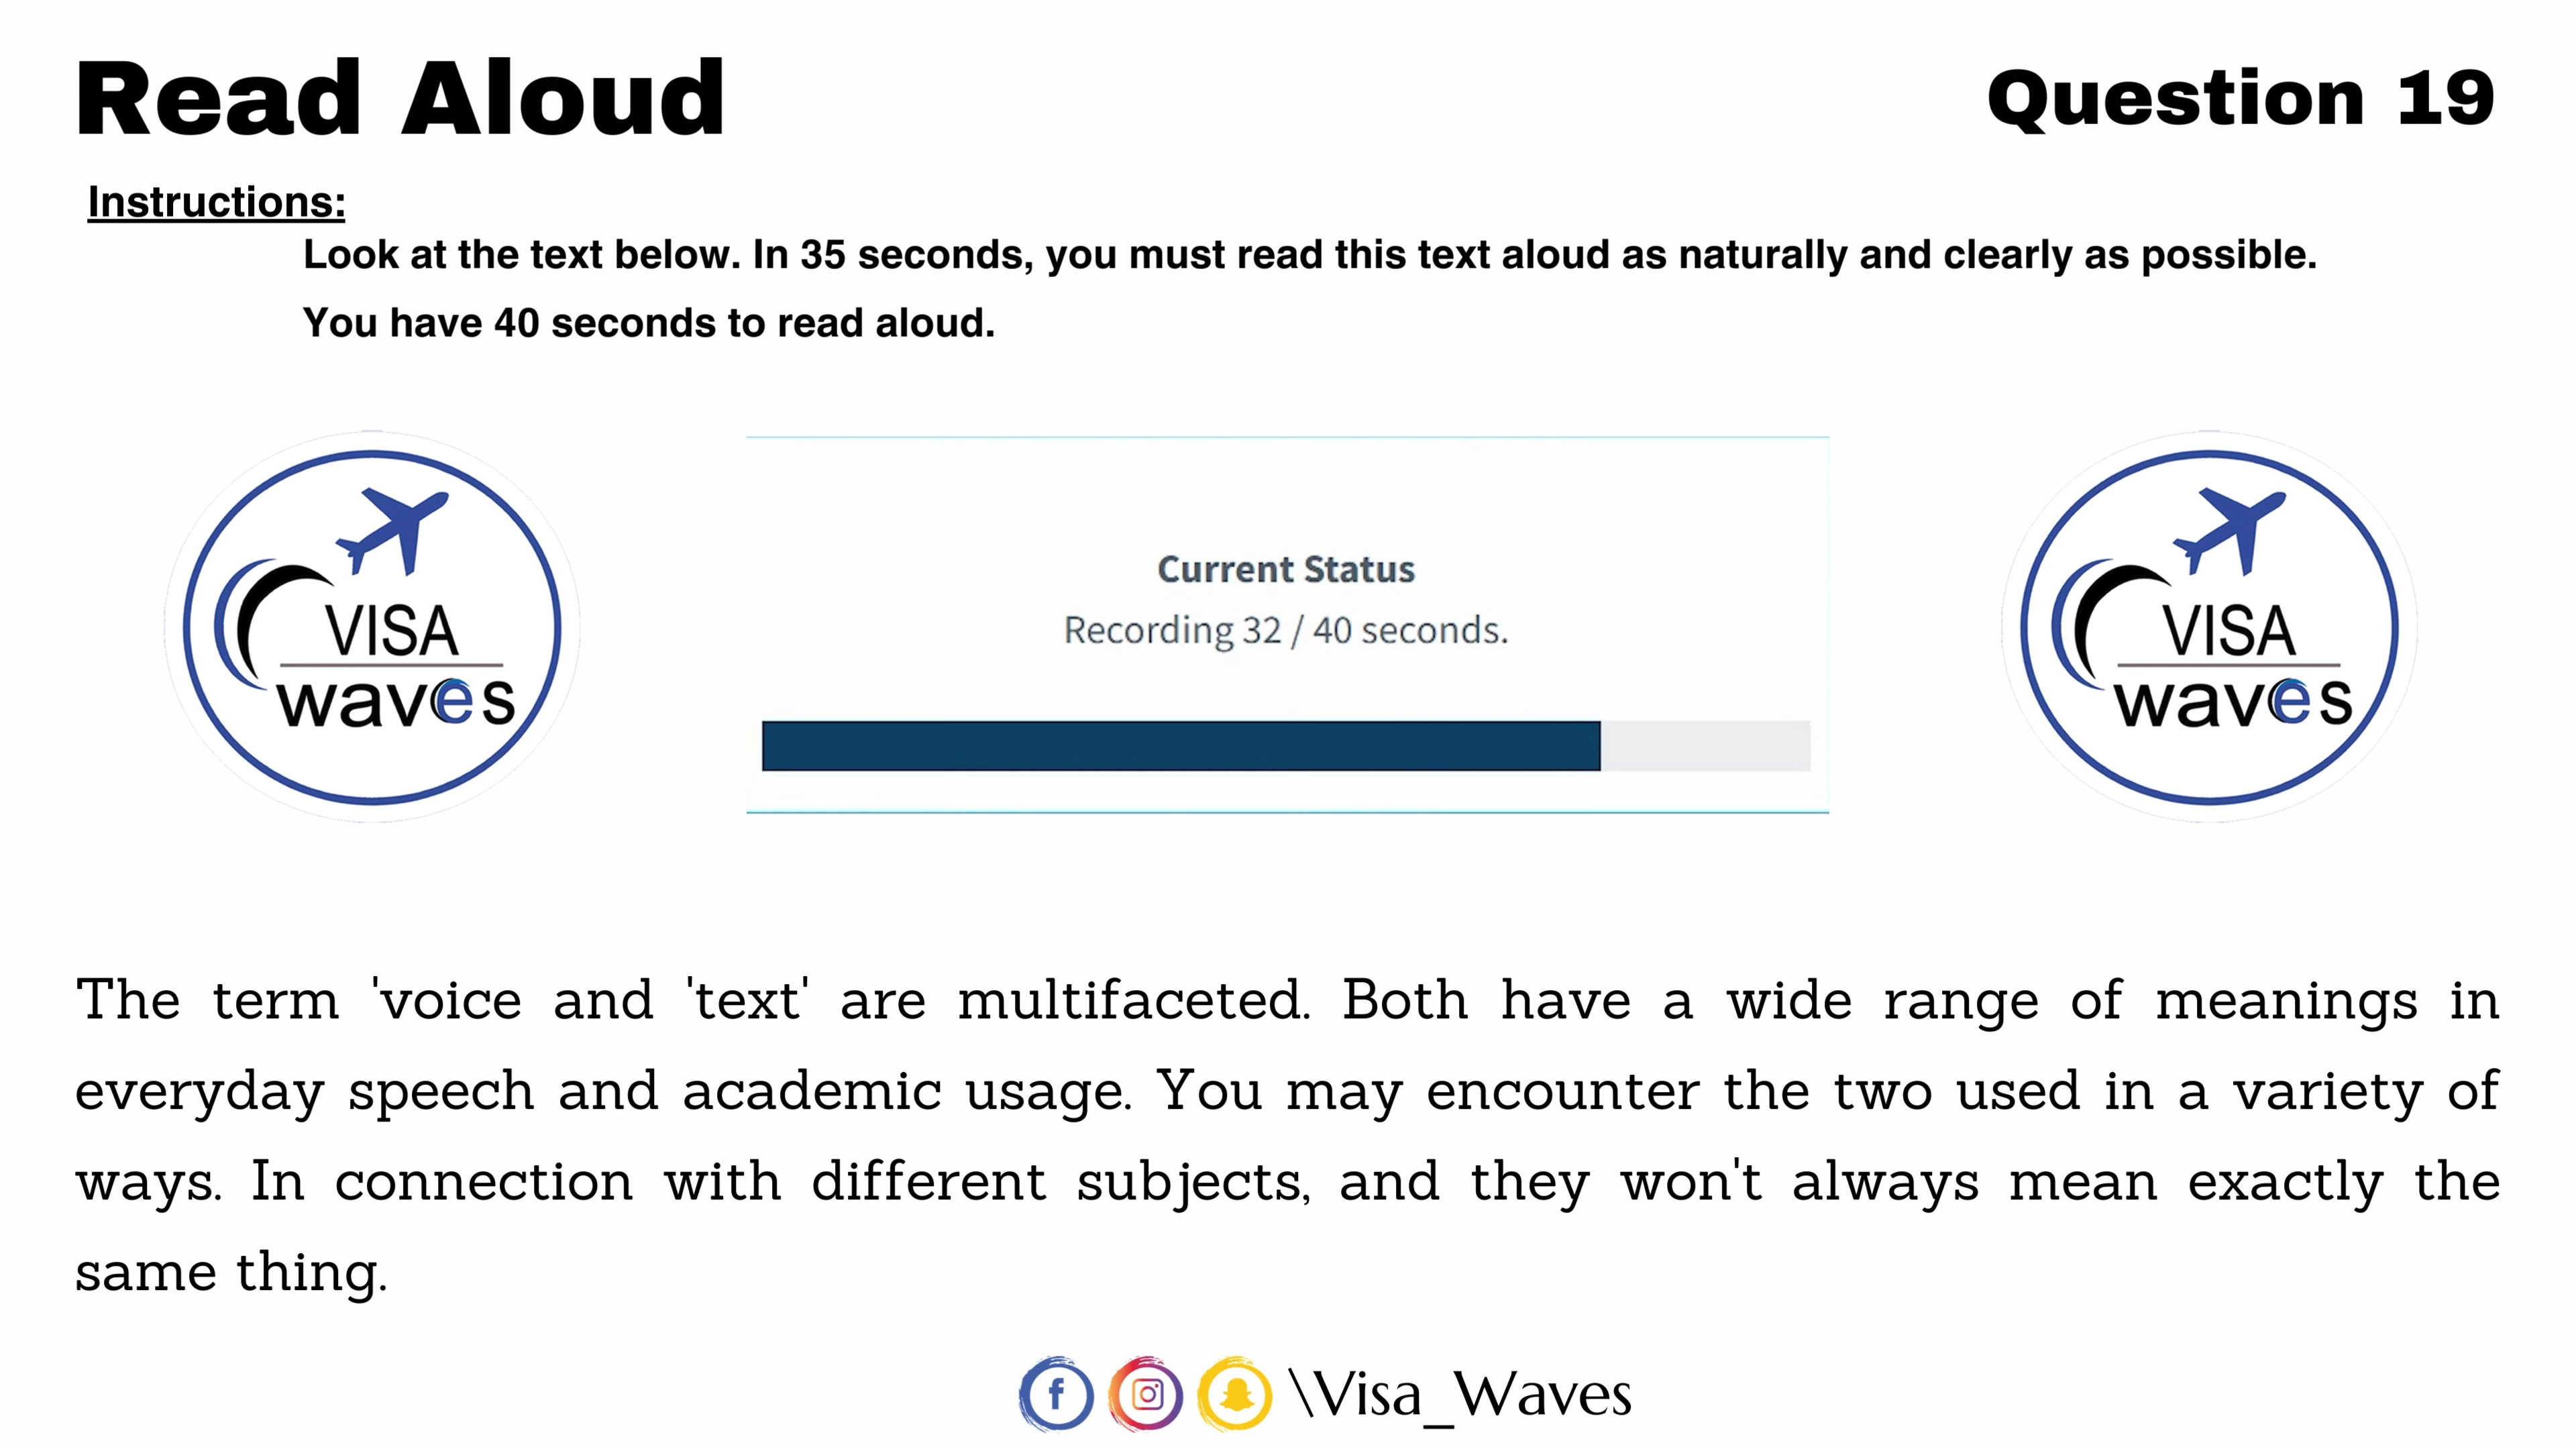 Read Aloud
Question 19
Instructions:
Look at the text below. In 35 seconds, you must read this text aloud as naturally and clearly as possible.
You have 40 seconds to read aloud.
VISA
waves
Current Status
Recording 32 / 40 seconds.
VISA
waves
The term 'voice and 'text' are multifaceted. Both have a wide range of meanings in
everyday speech and academic usage. You may encounter the two used in a variety of
ways. In connection with different subjects, and they won't always mean exactly the
same thing.
\Visa_Waves